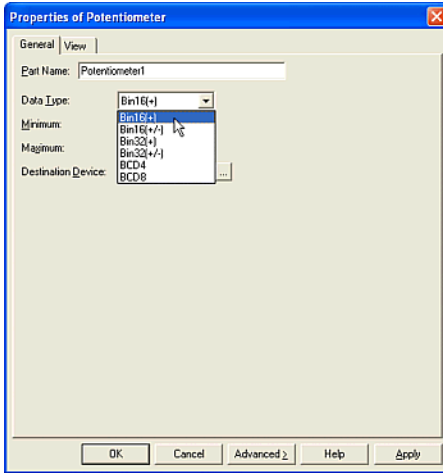 Properties of Potentiometer
General View
Part Name: Potentiometer1
Data Type: Bin16(+)
Bin16(+)
Minimum: Bin16(+/-)
Bin32(+)
Maximum: Bin32(+/-)
BCD4
Destination Device: ...
BCD8
OK Cancel Advanced > Help Apply